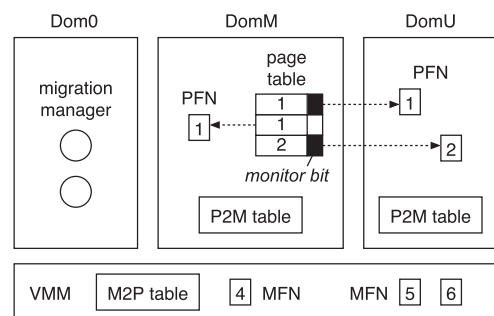 Dom0
DomM
DomU
migration
manager
page
table
PFN
1
1
1
2
monitor bit
P2M table
PFN
1
2
P2M table
VMM
M2P table
4 MFN
MFN 5 6